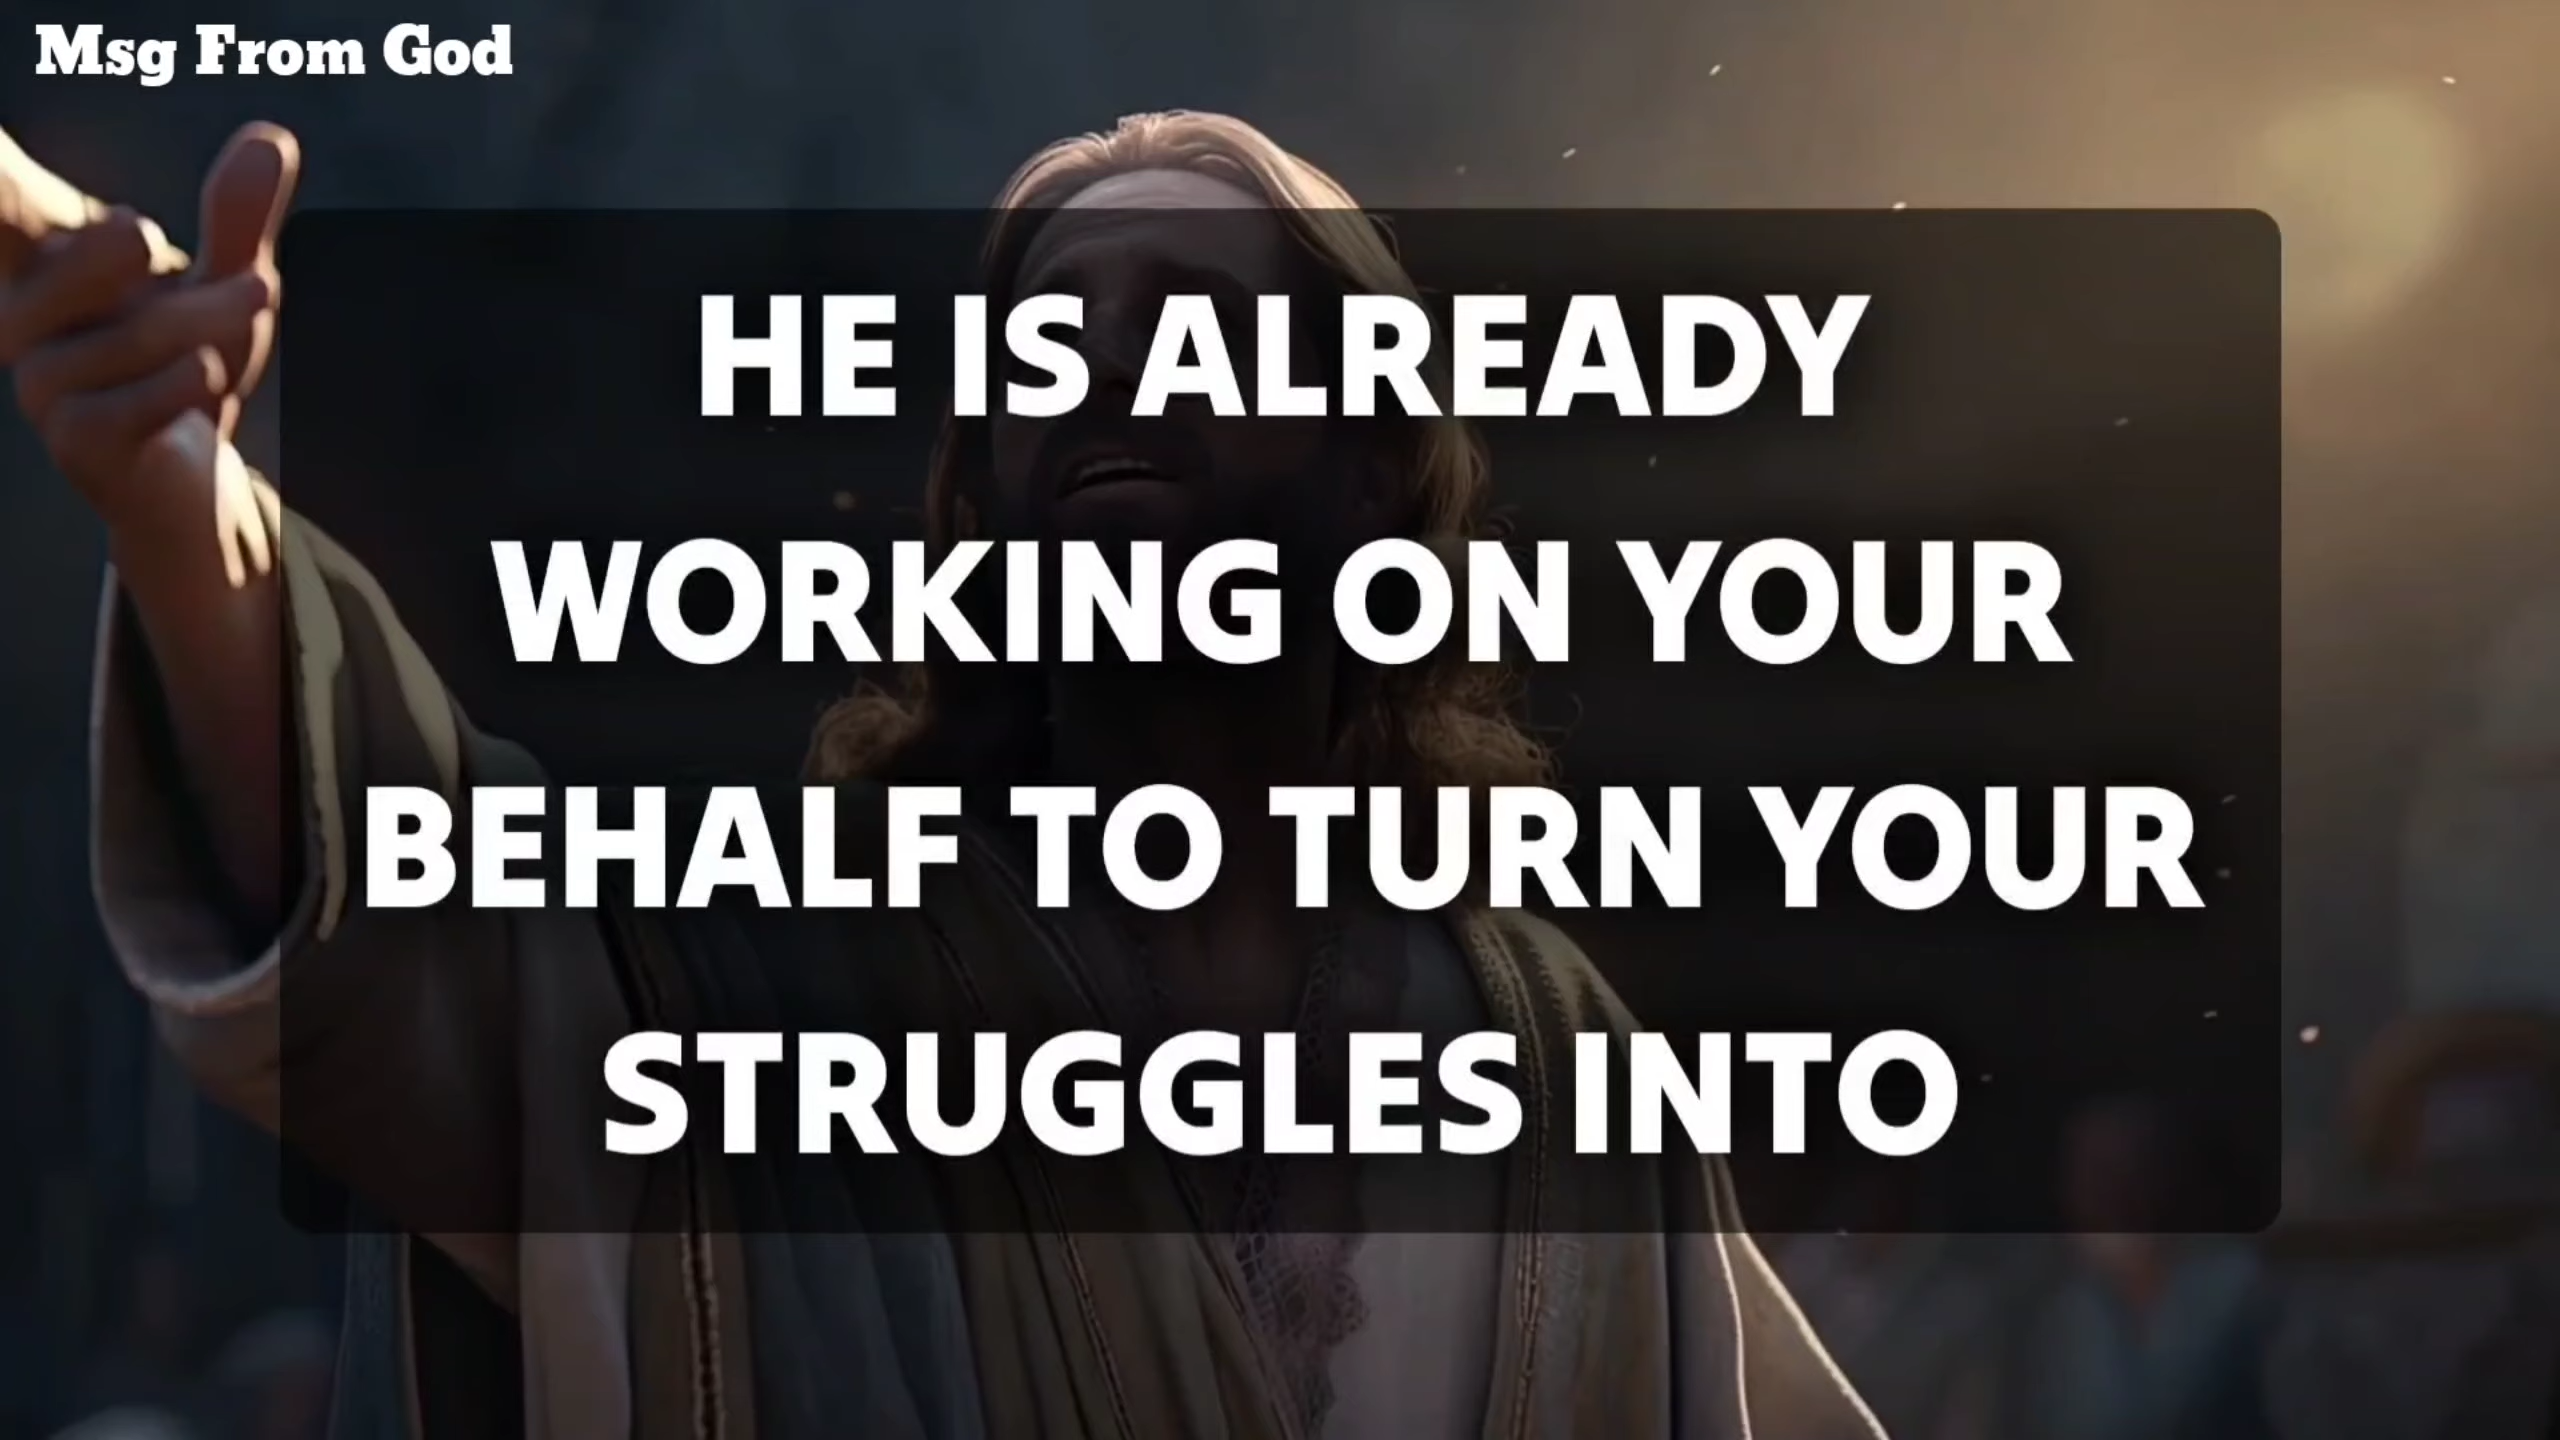 Msg From God
HE IS ALREADY
WORKING ON YOUR
BEHALF TO TURN YOUR
STRUGGLES INTO